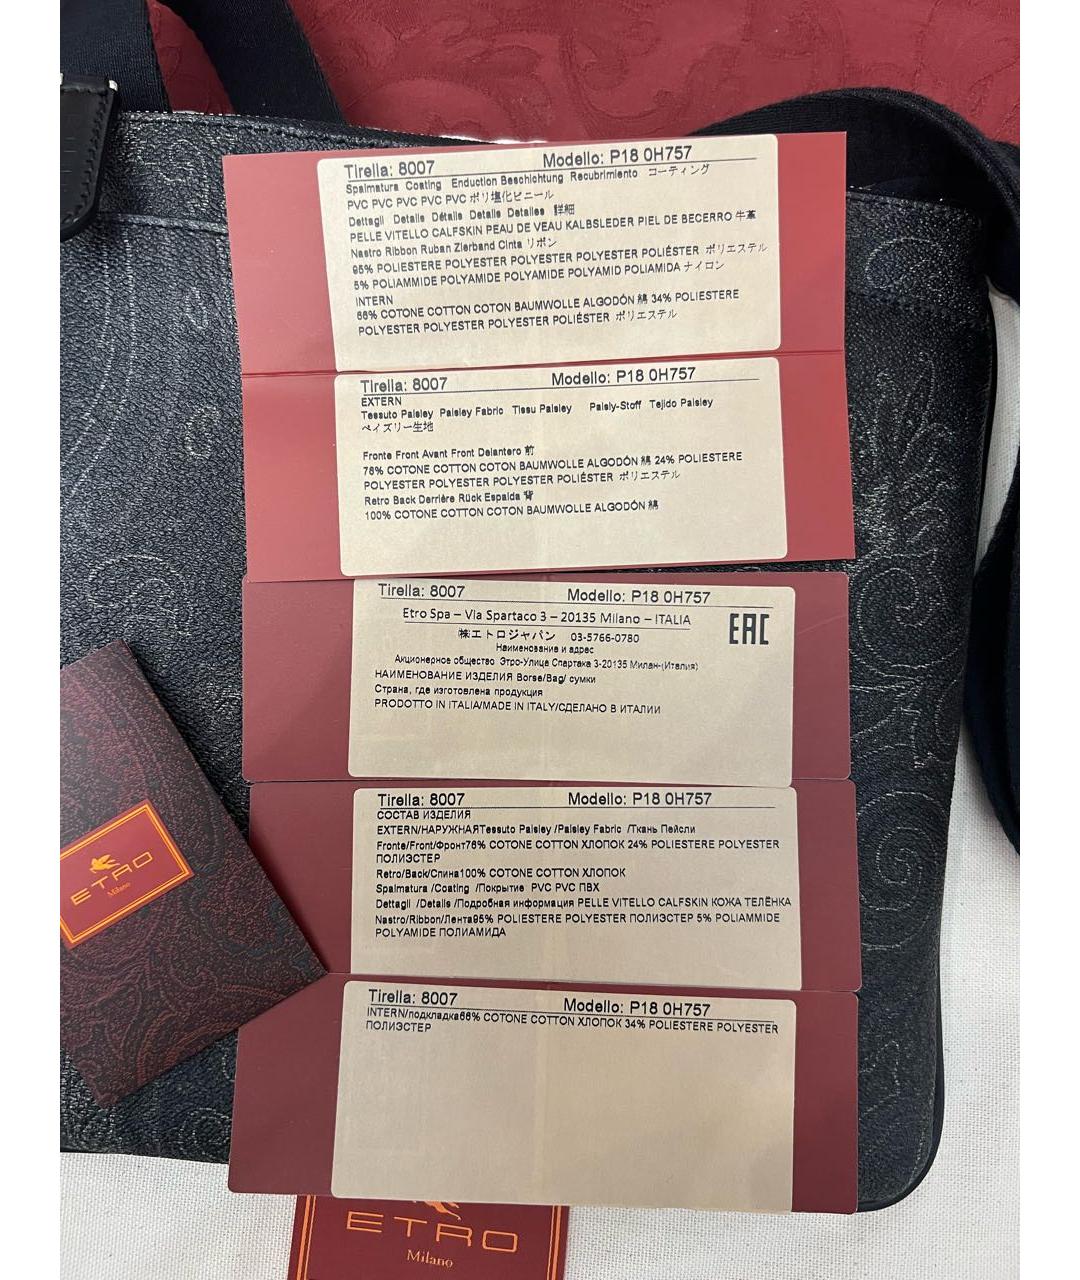 Tirella: 8007 Modello: P18 0H757
Spalmatura Coating Enduction Beschichtung Recubrimiento コーティング
PVC PVC PVC PVC PVC ポリ塩化ビニール
Dettagli Details Détails Details Detalles 詳細
PELLE VITELLO CALFSKIN PEAU DE VEAU KALBSLEDER PIEL DE BECERRO 牛革
Nastro Ribbon Ruban Zierband Cinta リボン
95% POLIESTERE POLYESTER POLYESTER POLYESTER POLIÉSTER ポリエステル
5% POLIAMMIDE POLYAMIDE POLYAMIDE POLYAMID POLIAMIDA ナイロン
INTERN
66% COTONE COTTON COTON BAUMWOLLE ALGODÓN 綿 34% POLIESTERE
POLYESTER POLYESTER POLYESTER POLIÉSTER ポリエステル
Tirella: 8007 Modello: P18 0H757
EXTERN
Tessuto Paisley Paisley Fabric Tissu Paisley Paisly-Stoff Tejido Paisley
ペイズリー生地
Fronte Front Avant Front Delantero 前
76% COTONE COTTON COTON BAUMWOLLE ALGODÓN 綿 24% POLIESTERE
POLYESTER POLYESTER POLYESTER POLIÉSTER ポリエステル
Retro Back Derrière Rück Espalda 背
100% COTONE COTTON COTON BAUMWOLLE ALGODÓN 綿
Tirella: 8007 Modello: P18 0H757
Etro Spa – Via Spartaco 3 – 20135 Milano – ITALIA
EAC
㈱エトロジャパン 03-5766-0780
Наименование и адрес
Акционерное общество Этро-Улица Спартака 3-20135 Милан-(Италия)
НАИМЕНОВАНИЕ ИЗДЕЛИЯ Borse/Bag/ сумки
Страна, где изготовлена продукция
PRODOTTO IN ITALIA/MADE IN ITALY/СДЕЛАНО В ИТАЛИИ
Tirella: 8007 Modello: P18 0H757
СОСТАВ ИЗДЕЛИЯ
EXTERN/НАРУЖНАЯTessuto Paisley /Paisley Fabric /Ткань Пейсли
Fronte/Front/Фронт76% COTONE COTTON ХЛОПОК 24% POLIESTERE POLYESTER
ПОЛИЭСТЕР
Retro/Back/Спина100% COTONE COTTON ХЛОПОК
Spalmatura /Coating /Покрытие PVC PVC ПВХ
Dettagli /Details /Подробная информация PELLE VITELLO CALFSKIN КОЖА ТЕЛЁНКА
Nastro/Ribbon/Лента95% POLIESTERE POLYESTER ПОЛИЭСТЕР 5% POLIAMMIDE
POLYAMIDE ПОЛИАМИДА
ETRO
Milano
Tirella: 8007 Modello: P18 0H757
INTERN/подкладка66% COTONE COTTON ХЛОПОК 34% POLIESTERE POLYESTER
ПОЛИЭСТЕР
ETRO
Milano